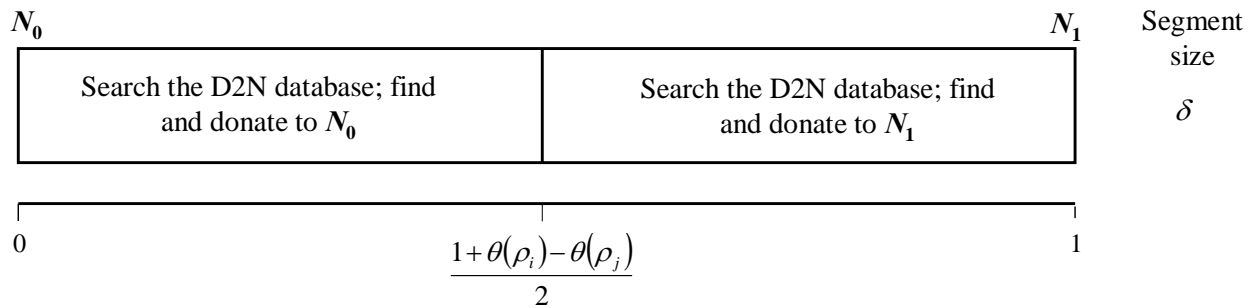 N₀ N₁ Segment
size
Search the D2N database; find
and donate to N₀
Search the D2N database; find
and donate to N₁
δ
0 (1 + θ(ρᵢ) − θ(ρⱼ))/2 1